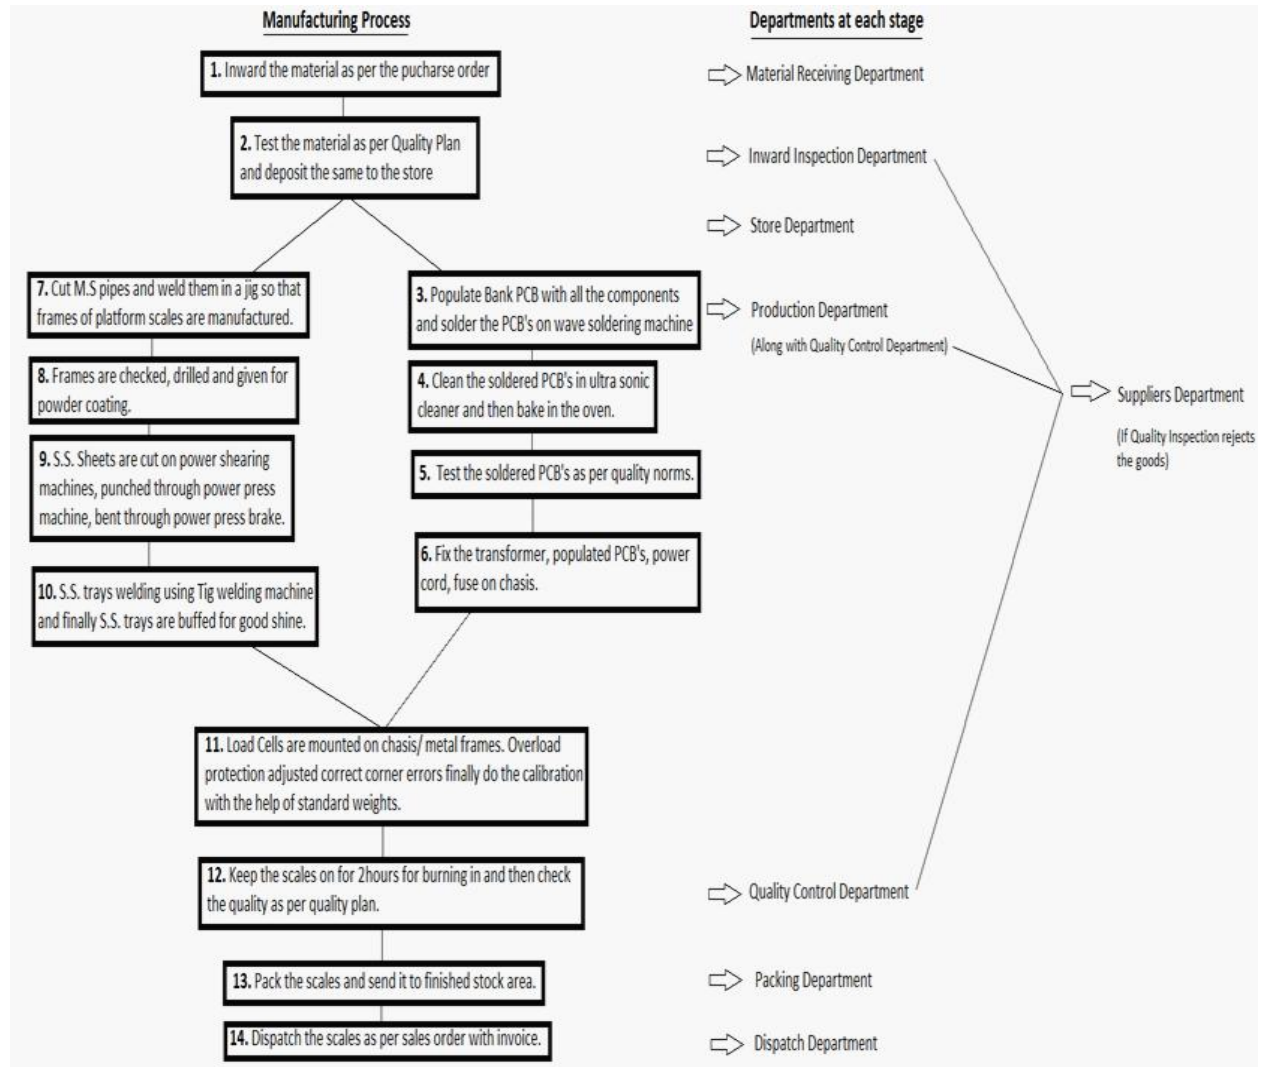 Manufacturing Process
Departments at each stage
1. Inward the material as per the pucharse order
Material Receiving Department
2. Test the material as per Quality Plan
and deposit the same to the store
Inward Inspection Department
Store Department
7. Cut M.S pipes and weld them in a jig so that
frames of platform scales are manufactured.
3. Populate Bank PCB with all the components
and solder the PCB's on wave soldering machine
Production Department
(Along with Quality Control Department)
8. Frames are checked, drilled and given for
powder coating.
4. Clean the soldered PCB's in ultra sonic
cleaner and then bake in the oven.
Suppliers Department
(If Quality Inspection rejects
the goods)
9. S.S. Sheets are cut on power shearing
machines, punched through power press
machine, bent through power press brake.
5. Test the soldered PCB's as per quality norms.
6. Fix the transformer, populated PCB's, power
cord, fuse on chasis.
10. S.S. trays welding using Tig welding machine
and finally S.S. trays are buffed for good shine.
11. Load Cells are mounted on chasis/ metal frames. Overload
protection adjusted correct corner errors finally do the calibration
with the help of standard weights.
12. Keep the scales on for 2hours for burning in and then check
the quality as per quality plan.
Quality Control Department
13. Pack the scales and send it to finished stock area.
Packing Department
14. Dispatch the scales as per sales order with invoice.
Dispatch Department